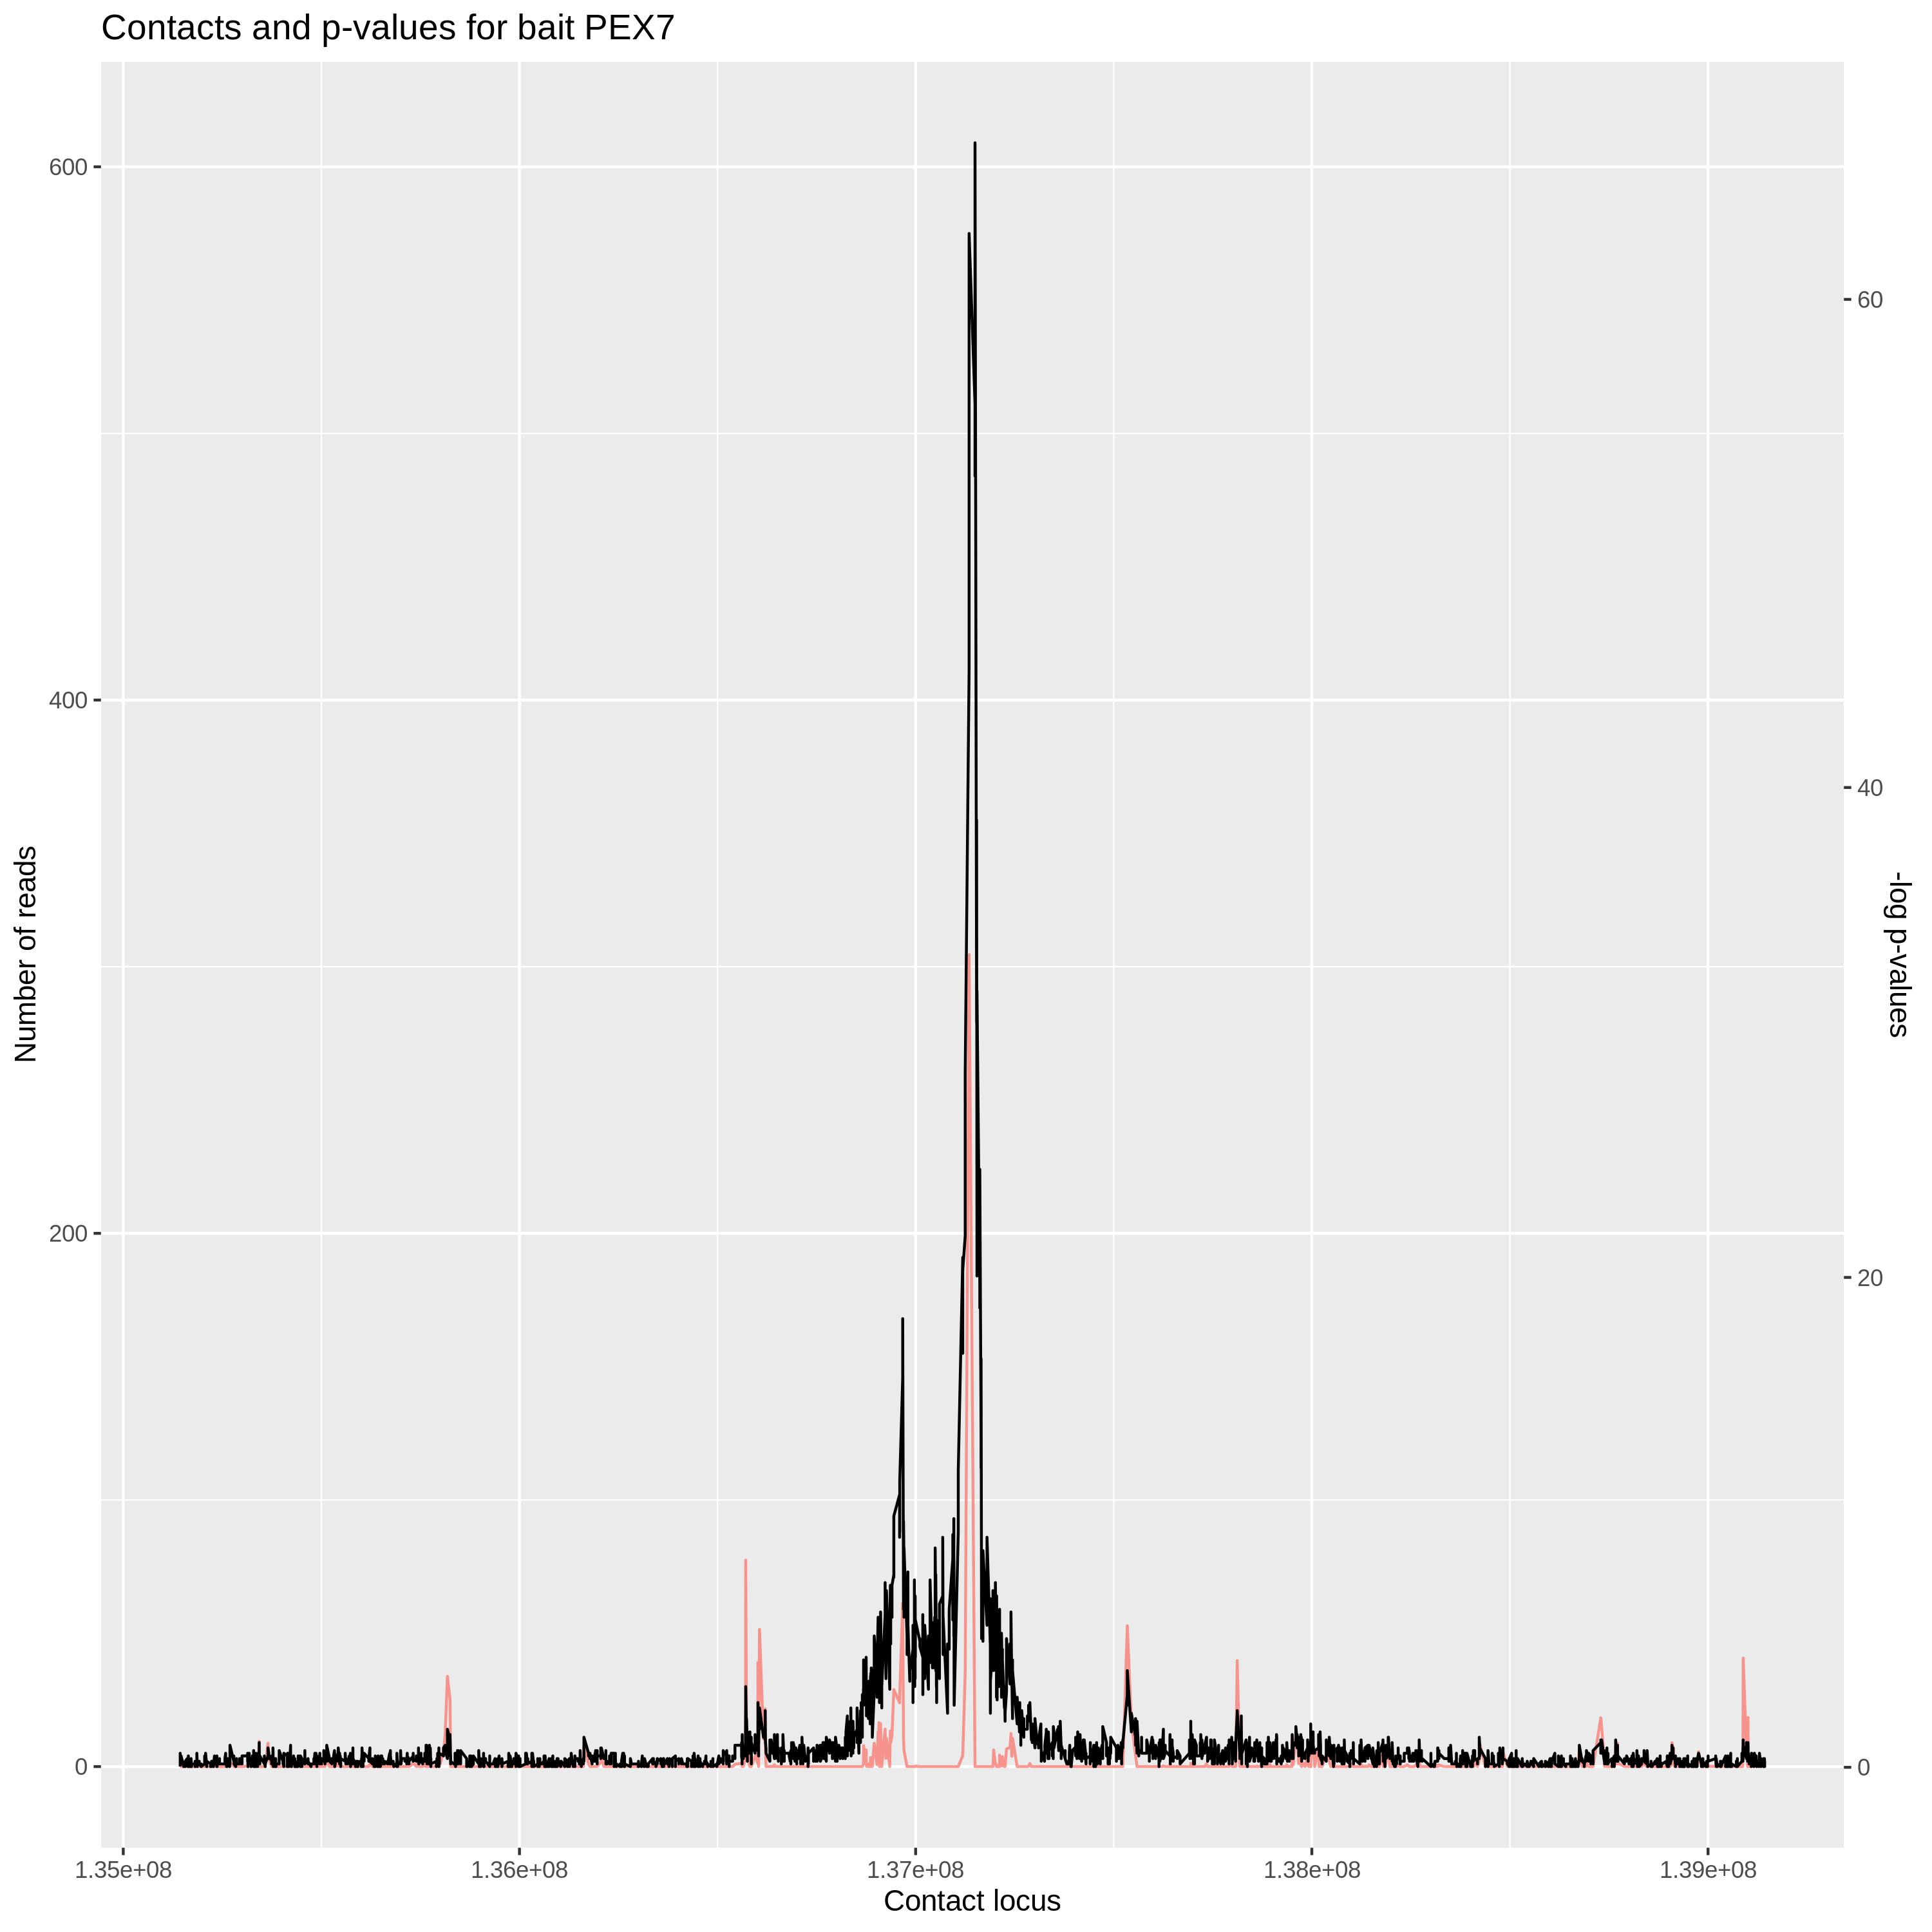 Contacts and p-values for bait PEX7
600
400
200
0
Number of reads
60
40
20
0
-log p-values
1.35e+08
1.36e+08
1.37e+08
1.38e+08
1.39e+08
Contact locus